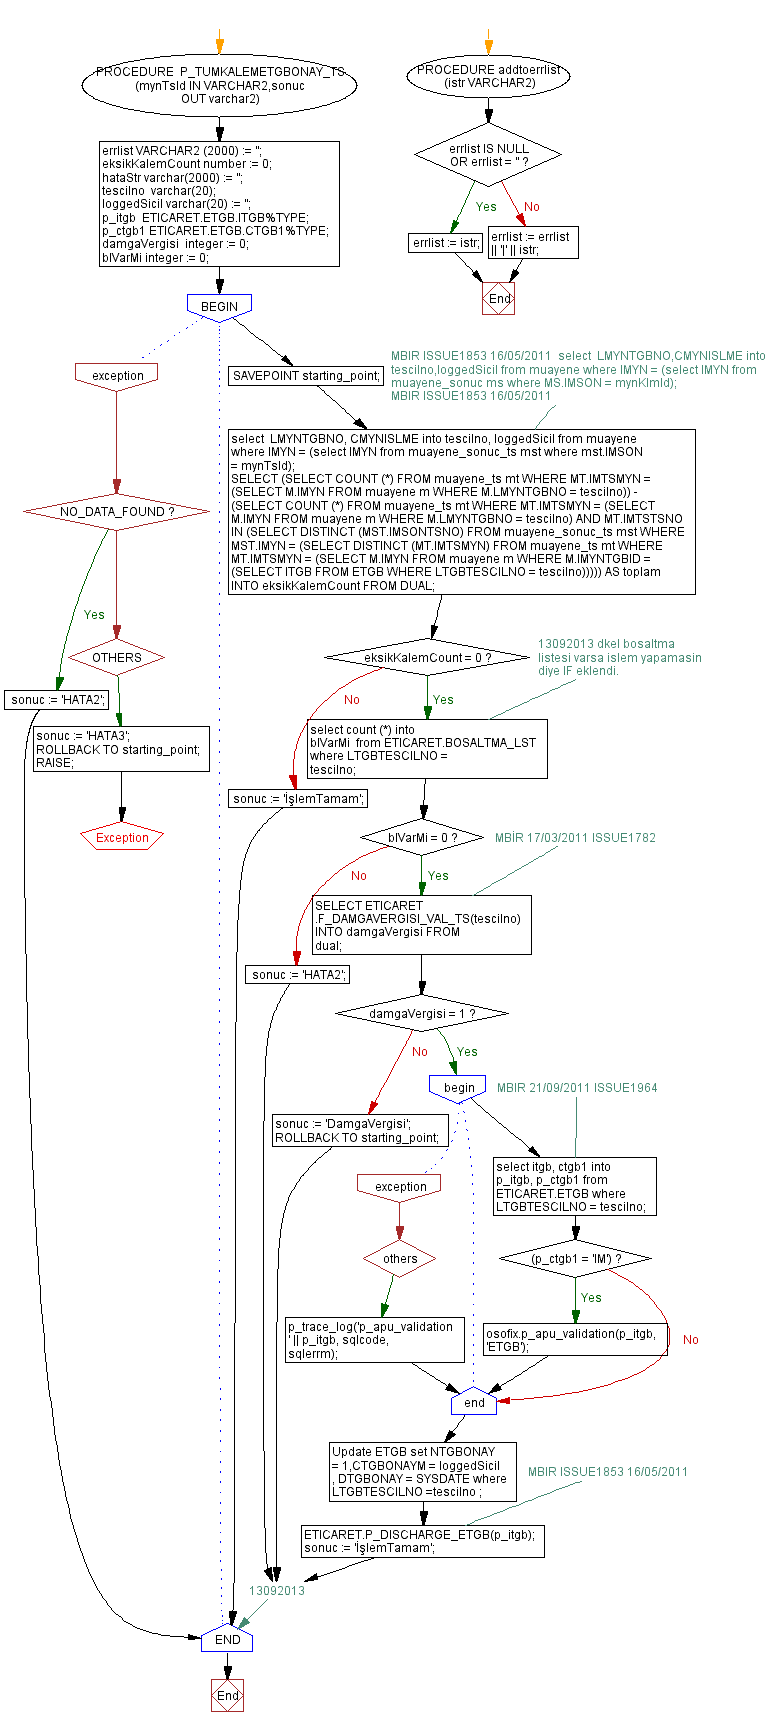 PROCEDURE  P_TUMKALEMETGBONAY_TS
(mynTsId IN VARCHAR2,sonuc
OUT varchar2)
errlist VARCHAR2 (2000) := '';
eksikKalemCount number := 0;
hataStr varchar(2000) := '';
tescilno  varchar(20);
loggedSicil varchar(20) := '';
p_itgb  ETICARET.ETGB.ITGB%TYPE;
p_ctgb1 ETICARET.ETGB.CTGB1%TYPE;
damgaVergisi  integer := 0;
blVarMi integer := 0;
BEGIN
exception
NO_DATA_FOUND ?
Yes
OTHERS
sonuc := 'HATA2';
sonuc := 'HATA3';
ROLLBACK TO starting_point;
RAISE;
Exception
SAVEPOINT starting_point;
MBIR ISSUE1853 16/05/2011  select  LMYNTGBNO,CMYNISLME into
tescilno,loggedSicil from muayene where IMYN = (select IMYN from
muayene_sonuc ms where MS.IMSON = mynKlmId);
MBIR ISSUE1853 16/05/2011
select  LMYNTGBNO, CMYNISLME into tescilno, loggedSicil from muayene
where IMYN = (select IMYN from muayene_sonuc_ts mst where mst.IMSON
= mynTsId);
SELECT (SELECT COUNT (*) FROM muayene_ts mt WHERE MT.IMTSMYN =
(SELECT M.IMYN FROM muayene m WHERE M.LMYNTGBNO = tescilno)) -
(SELECT COUNT (*) FROM muayene_ts mt WHERE MT.IMTSMYN = (SELECT
M.IMYN FROM muayene m WHERE M.LMYNTGBNO = tescilno) AND MT.IMTSTSNO
IN (SELECT DISTINCT (MST.IMSONTSNO) FROM muayene_sonuc_ts mst WHERE
MST.IMYN = (SELECT DISTINCT (MT.IMTSMYN) FROM muayene_ts mt WHERE
MT.IMTSMYN = (SELECT M.IMYN FROM muayene m WHERE M.IMYNTGBID =
(SELECT ITGB FROM ETGB WHERE LTGBTESCILNO = tescilno))))) AS toplam
INTO eksikKalemCount FROM DUAL;
eksikKalemCount = 0 ?
13092013 dkel bosaltma
listesi varsa islem yapamasin
diye IF eklendi.
No
Yes
select count (*) into
blVarMi  from ETICARET.BOSALTMA_LST
where LTGBTESCILNO =
tescilno;
sonuc := 'İşlemTamam';
blVarMi = 0 ?
MBİR 17/03/2011 ISSUE1782
No
Yes
SELECT ETICARET
.F_DAMGAVERGISI_VAL_TS(tescilno)
INTO damgaVergisi FROM
dual;
sonuc := 'HATA2';
damgaVergisi = 1 ?
No
Yes
begin
MBIR 21/09/2011 ISSUE1964
sonuc := 'DamgaVergisi';
ROLLBACK TO starting_point;
select itgb, ctgb1 into
p_itgb, p_ctgb1 from
ETICARET.ETGB where
LTGBTESCILNO = tescilno;
exception
others
(p_ctgb1 = 'IM') ?
Yes
No
p_trace_log('p_apu_validation
' || p_itgb, sqlcode,
sqlerrm);
osofix.p_apu_validation(p_itgb,
'ETGB');
end
Update ETGB set NTGBONAY
= 1,CTGBONAYM = loggedSicil
, DTGBONAY = SYSDATE where
LTGBTESCILNO =tescilno ;
MBIR ISSUE1853 16/05/2011
ETICARET.P_DISCHARGE_ETGB(p_itgb);
sonuc := 'İşlemTamam';
13092013
END
End
PROCEDURE addtoerrlist
(istr VARCHAR2)
errlist IS NULL
OR errlist = '' ?
Yes
No
errlist := istr;
errlist := errlist
|| '|' || istr;
End